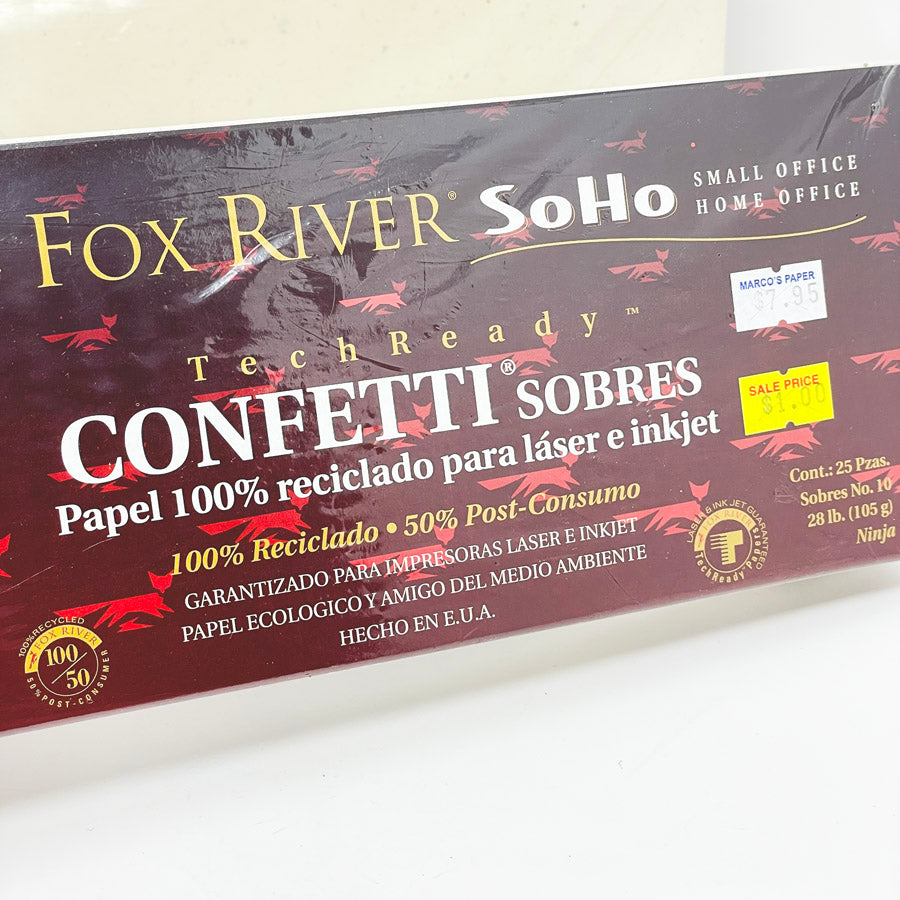 FOX RIVER® SoHo SMALL OFFICE
HOME OFFICE
MARCO'S PAPER
$7.95
TechReady™
CONFETTI® SOBRES
SALE PRICE
$1.00
Papel 100% reciclado para láser e inkjet
100% Reciclado • 50% Post-Consumo
GARANTIZADO PARA IMPRESORAS LASER E INKJET
PAPEL ECOLOGICO Y AMIGO DEL MEDIO AMBIENTE
HECHO EN E.U.A.
Cont.: 25 Pzas.
Sobres No. 10
28 lb. (105 g)
Ninja
LASER & INK JET GUARANTEED
FOX RIVER
T
TechReady Papers
100% RECYCLED
FOX RIVER
100/50
50% POST-CONSUMER